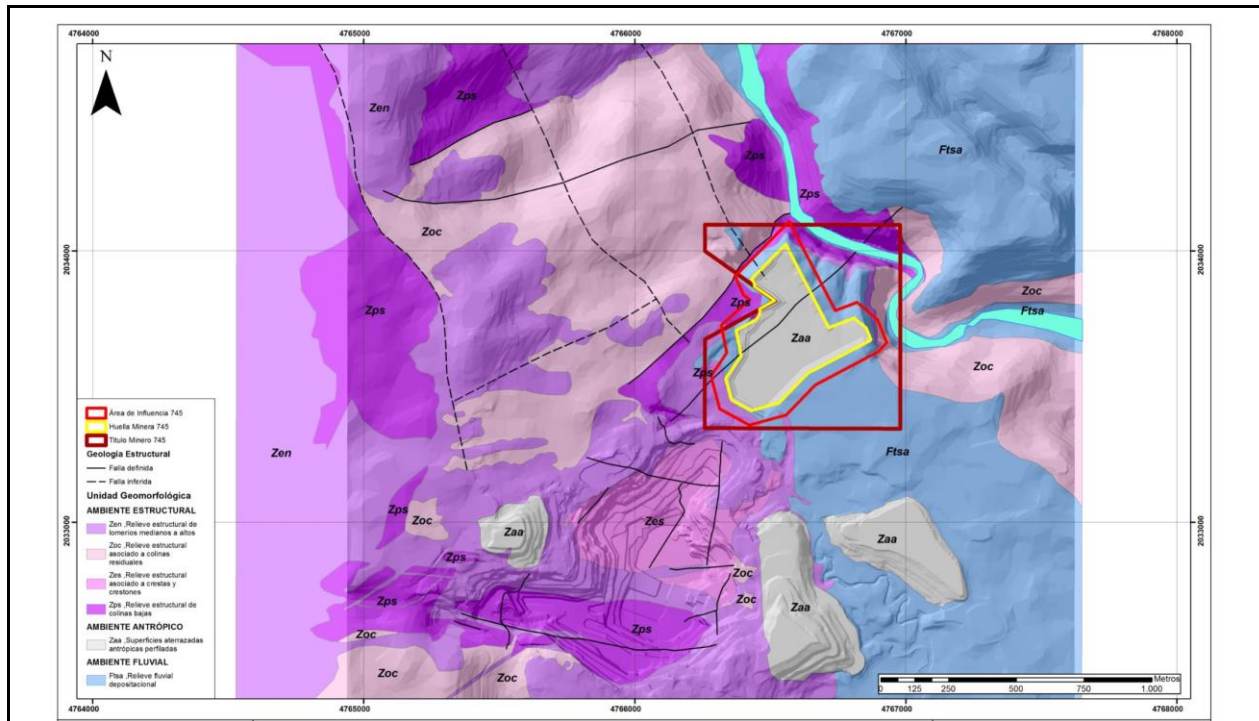 4764000 4765000 4766000 4767000 4768000
N
Zen Zps
Zps Ftsa
Zps
Zoc
2034000 2034000
Zps Zps Zoc
Ftsa
Zaa
Zps Zoc
Área de Influencia 745
Huella Minera 745
Titulo Minero 745
Geología Estructural
Falla definida
Falla inferida
Unidad Geomorfológica
AMBIENTE ESTRUCTURAL
Zen ,Relieve estructural de
lomerios medianos a altos
Zoc ,Relieve estructural
asociado a colinas
residuales
Zes ,Relieve estructural
asociado a crestas y
crestones
Zps ,Relieve estructural de
colinas bajas
AMBIENTE ANTRÓPICO
Zaa ,Superficies aterrazadas
antrópicas perfiladas
AMBIENTE FLUVIAL
Ftsa ,Relieve fluvial
depositacional
Zen Ftsa
Zps Zoc Zaa Zes Zaa
2033000 2033000
Zps Zoc
Zps Zoc Zaa
Zoc Zps
Zoc Zoc
Metros
0 125 250 500 750 1.000
4764000 4765000 4766000 4767000 4768000